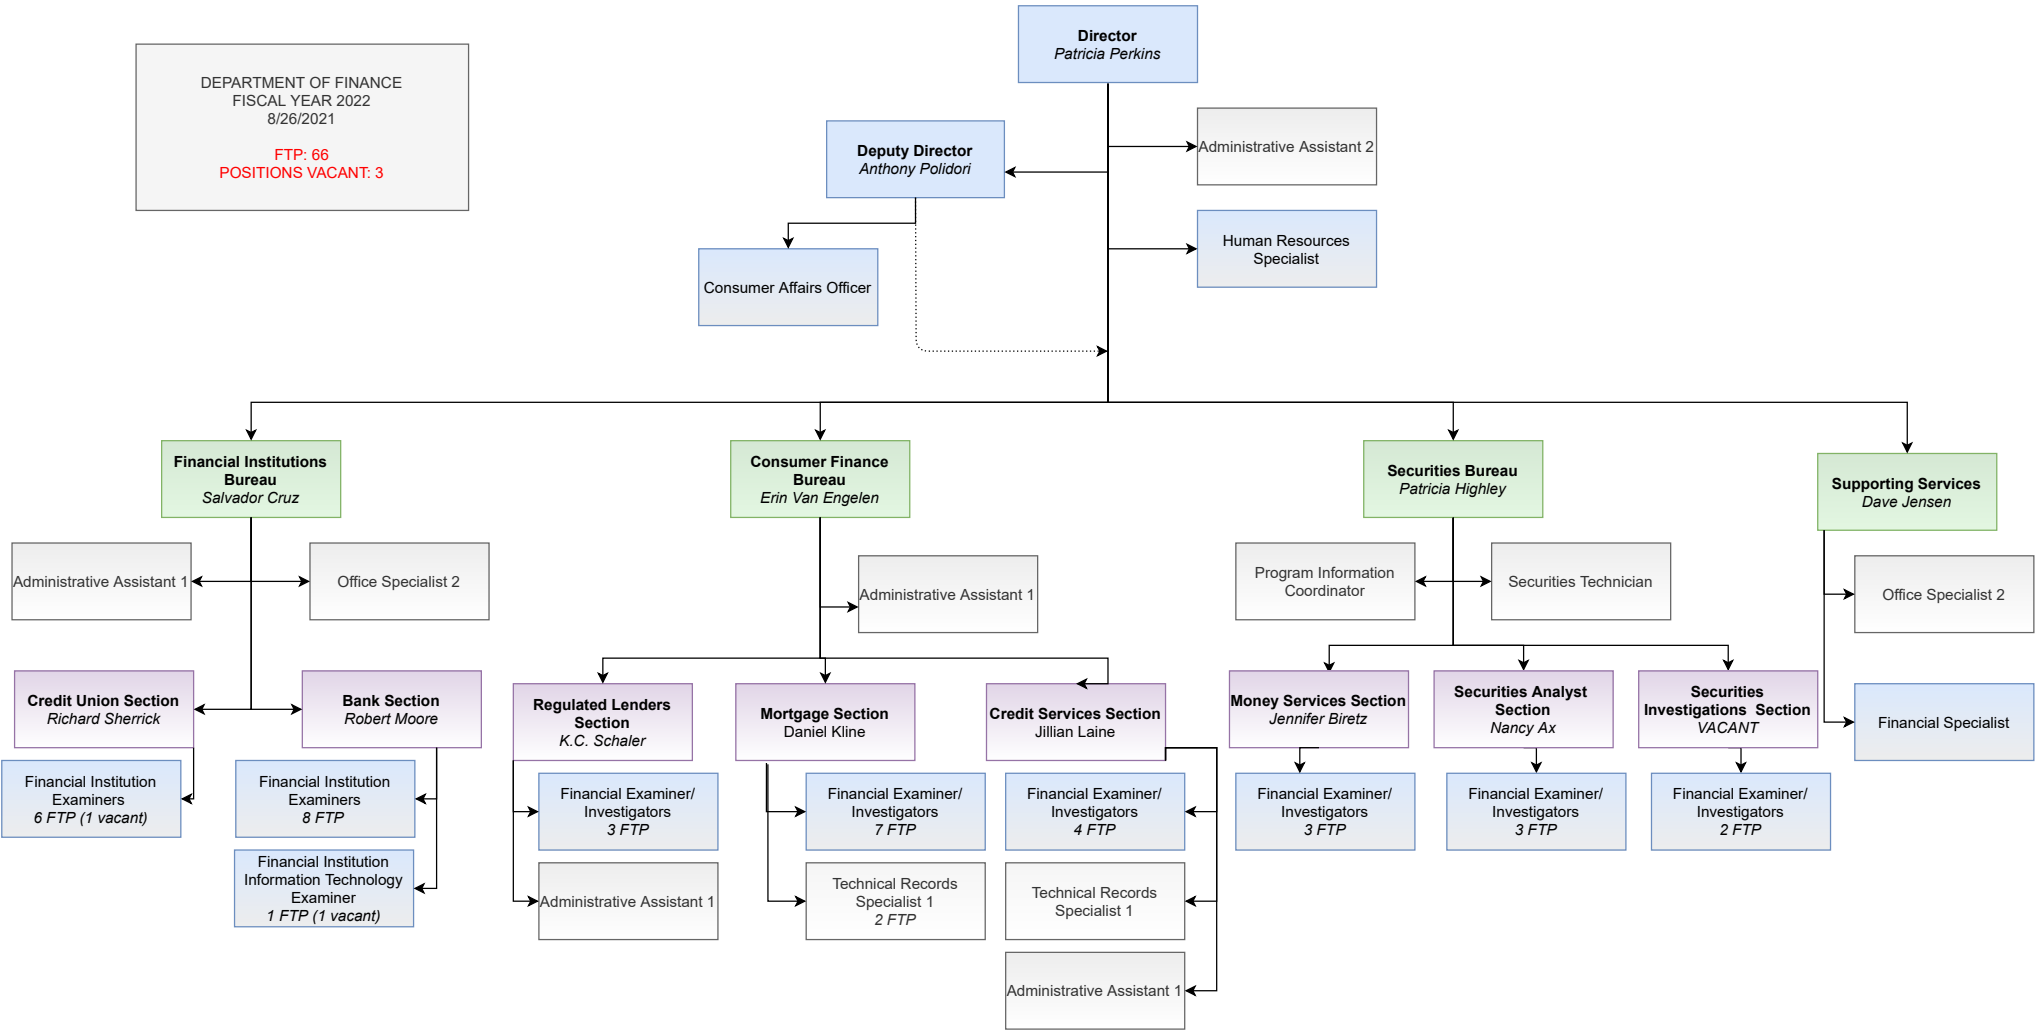 Director
Patricia Perkins
DEPARTMENT OF FINANCE
FISCAL YEAR 2022
8/26/2021
FTP: 66
POSITIONS VACANT: 3
Deputy Director
Anthony Polidori
Administrative Assistant 2
Human Resources
Specialist
Consumer Affairs Officer
Financial Institutions
Bureau
Salvador Cruz
Consumer Finance
Bureau
Erin Van Engelen
Securities Bureau
Patricia Highley
Supporting Services
Dave Jensen
Administrative Assistant 1
Office Specialist 2
Administrative Assistant 1
Program Information
Coordinator
Securities Technician
Office Specialist 2
Credit Union Section
Richard Sherrick
Bank Section
Robert Moore
Regulated Lenders
Section
K.C. Schaler
Mortgage Section
Daniel Kline
Credit Services Section
Jillian Laine
Money Services Section
Jennifer Biretz
Securities Analyst
Section
Nancy Ax
Securities
Investigations Section
VACANT
Financial Specialist
Financial Institution
Examiners
6 FTP (1 vacant)
Financial Institution
Examiners
8 FTP
Financial Examiner/
Investigators
3 FTP
Financial Examiner/
Investigators
7 FTP
Financial Examiner/
Investigators
4 FTP
Financial Examiner/
Investigators
3 FTP
Financial Examiner/
Investigators
3 FTP
Financial Examiner/
Investigators
2 FTP
Financial Institution
Information Technology
Examiner
1 FTP (1 vacant)
Administrative Assistant 1
Technical Records
Specialist 1
2 FTP
Technical Records
Specialist 1
Administrative Assistant 1